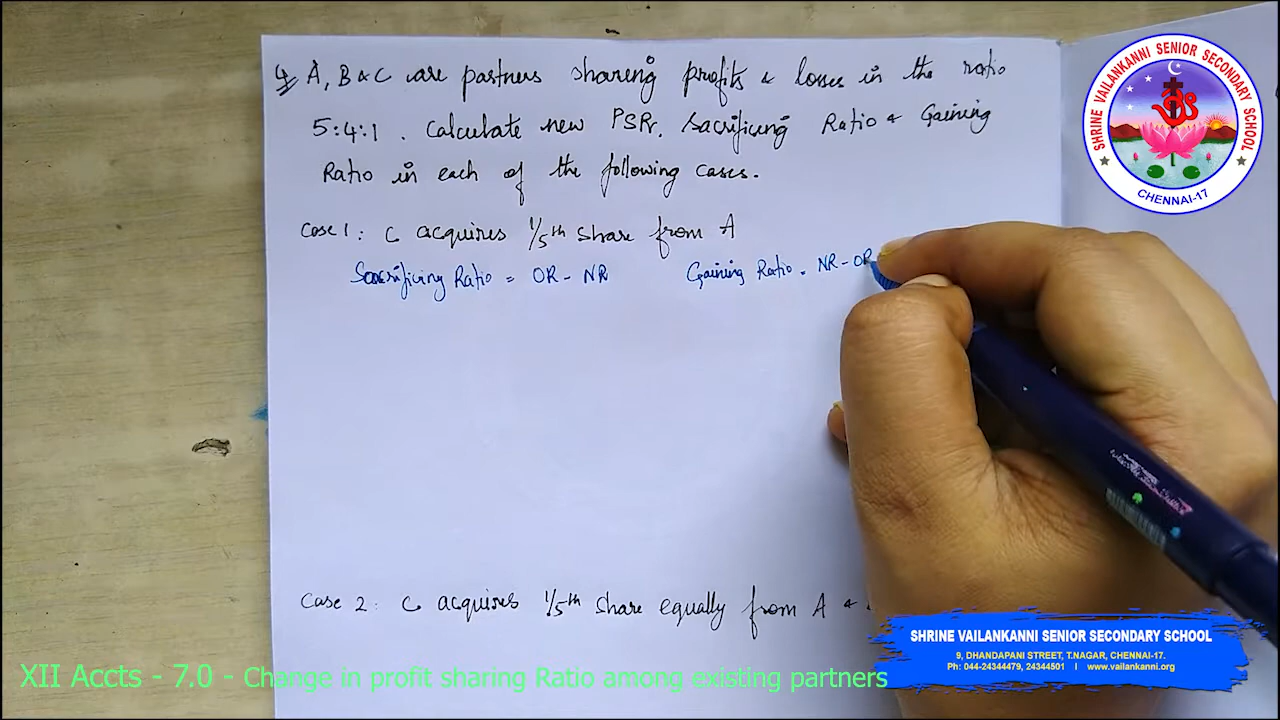 Q A, B & C are partners sharing profits & losses in the ratio
5:4:1. Calculate new PSR, Sacrificing Ratio & Gaining
Ratio in each of the following cases.
Case 1: C acquires 1/5th share from A
Sacrificing Ratio = OR - NR Gaining Ratio = NR - OR
Case 2: C acquires 1/5th share equally from A &
SHRINE VAILANKANNI SENIOR SECONDARY SCHOOL
CHENNAI-17
SHRINE VAILANKANNI SENIOR SECONDARY SCHOOL
9, DHANDAPANI STREET, T.NAGAR, CHENNAI-17.
Ph: 044-24344479, 24344501 I www.vailankanni.org
XII Accts - 7.0 - Change in profit sharing Ratio among existing partners